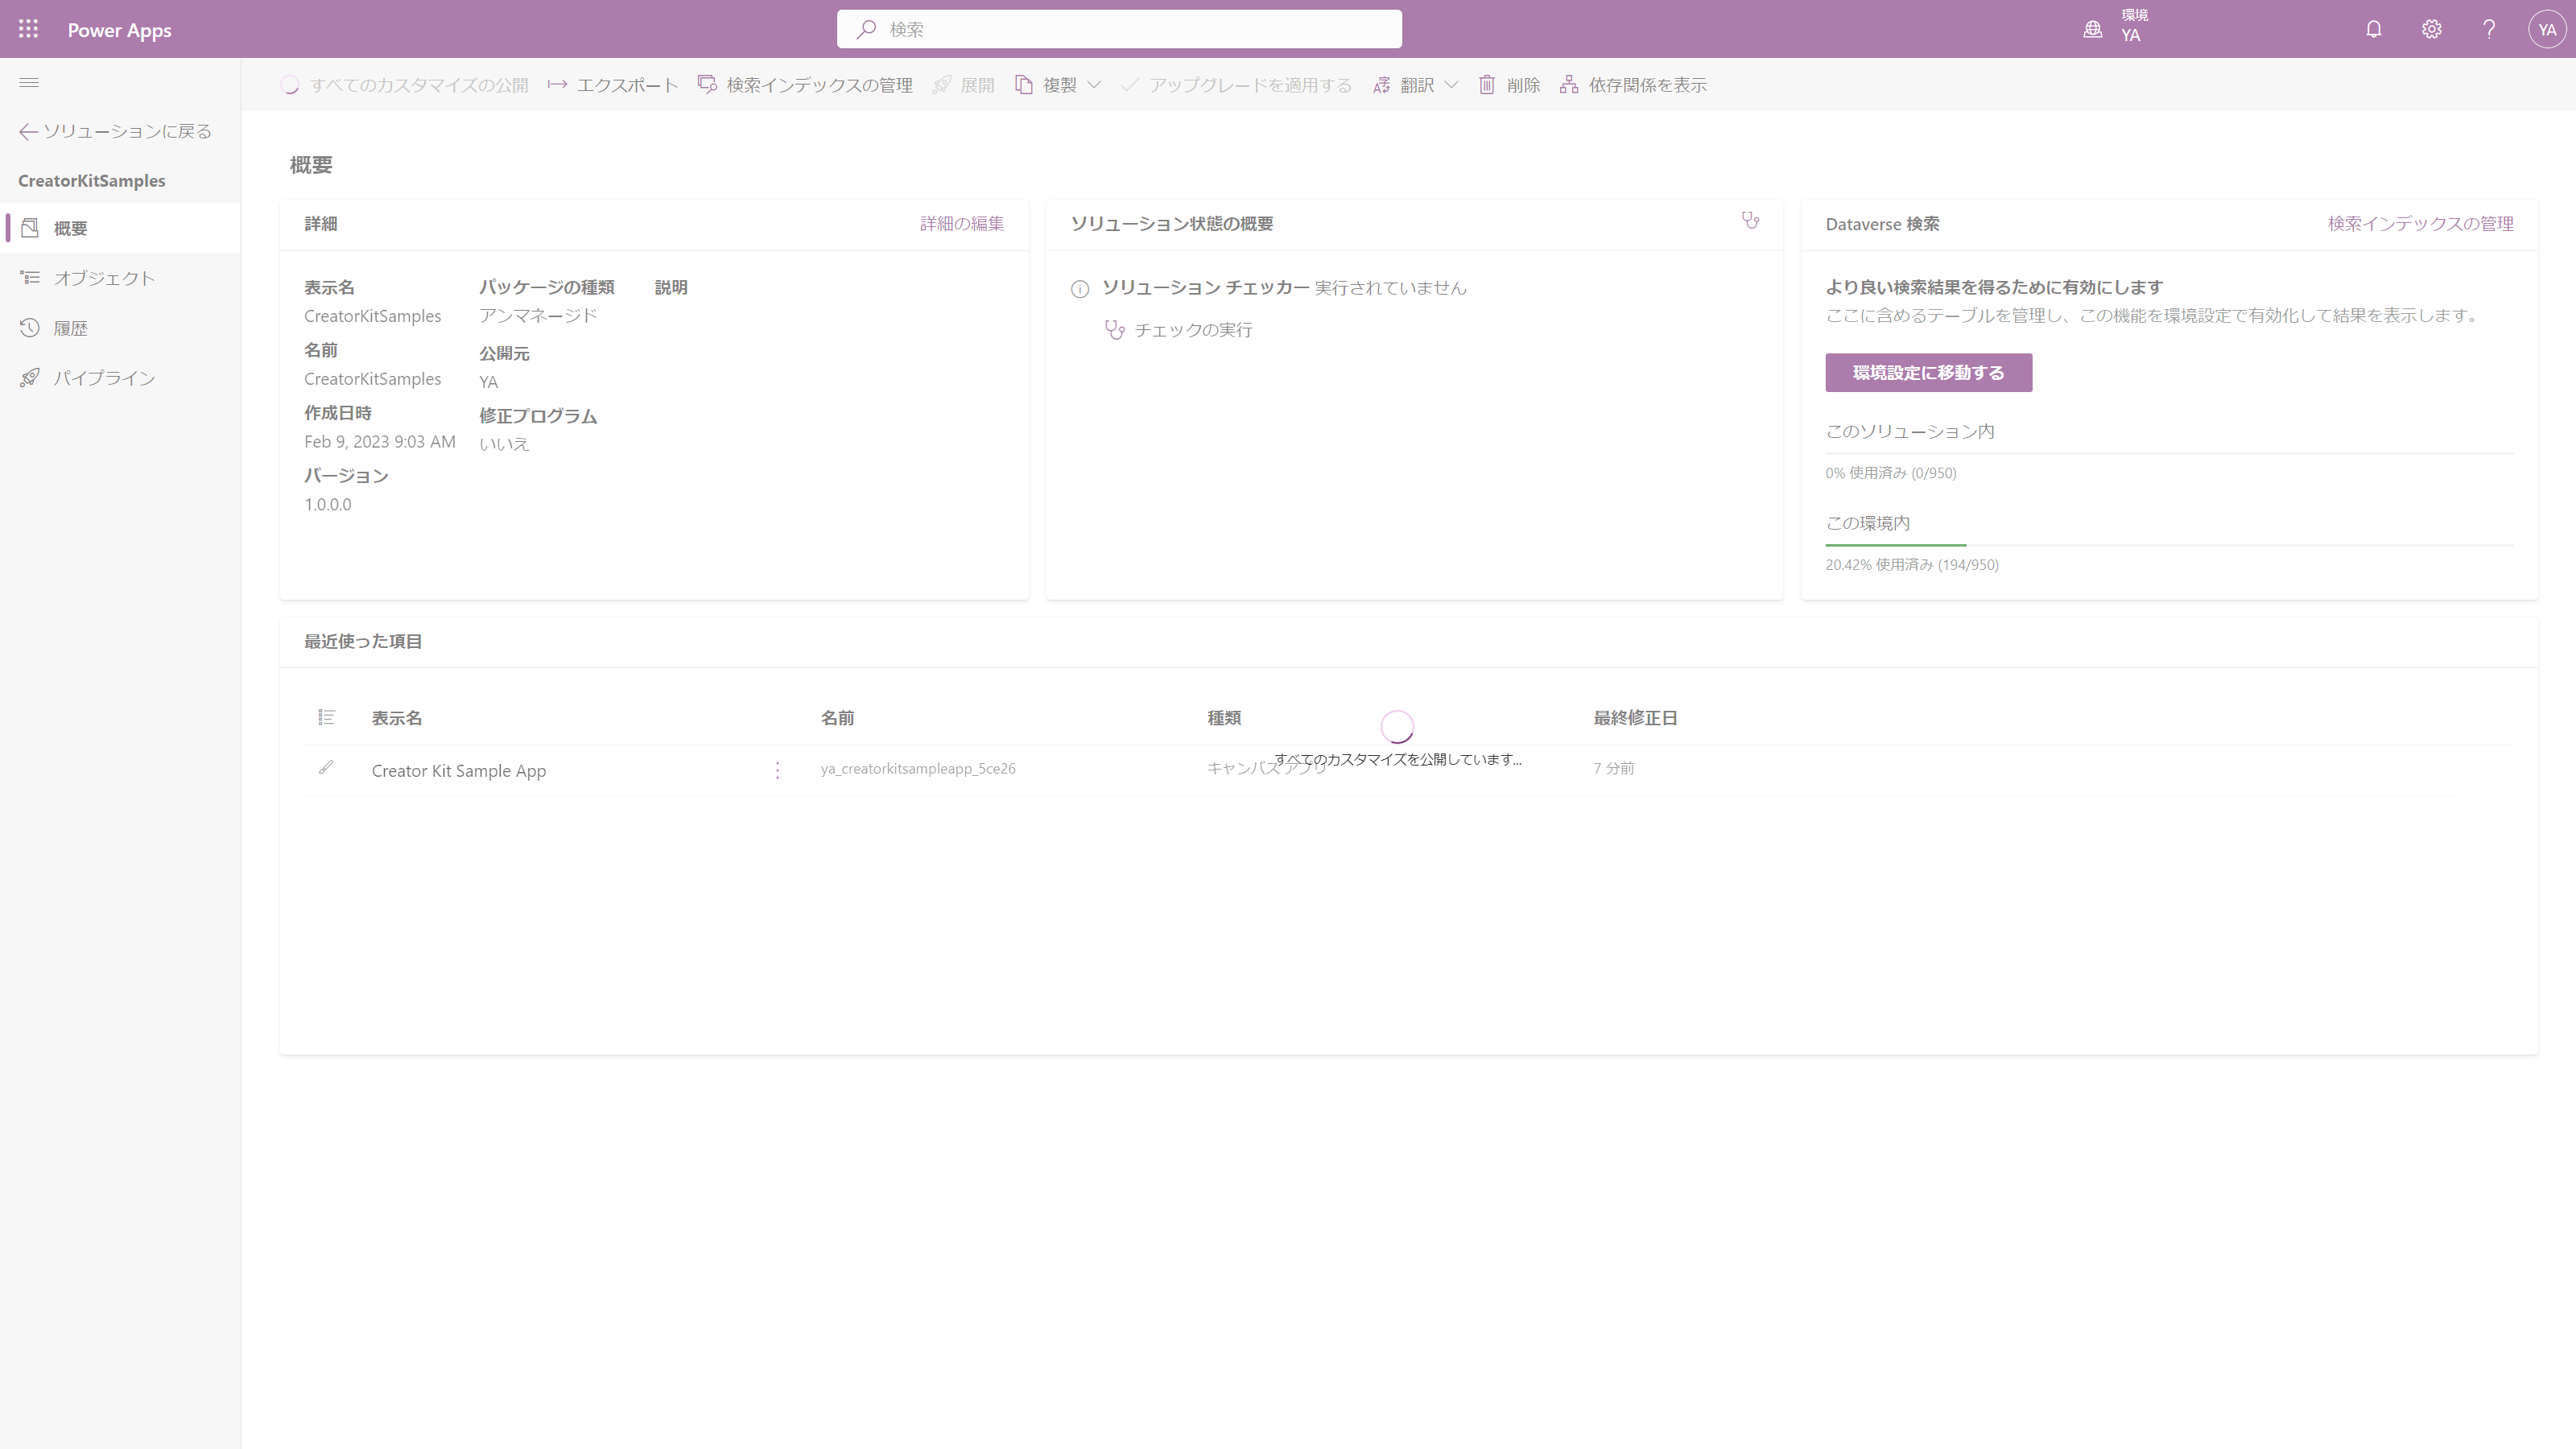 Power Apps
検索
環境
YA
YA
すべてのカスタマイズの公開
エクスポート
検索インデックスの管理
展開
複製
アップグレードを適用する
翻訳
削除
依存関係を表示
ソリューションに戻る
CreatorKitSamples
概要
オブジェクト
履歴
パイプライン
概要
詳細
詳細の編集
表示名
CreatorKitSamples
名前
CreatorKitSamples
作成日時
Feb 9, 2023 9:03 AM
バージョン
1.0.0.0
パッケージの種類
アンマネージド
公開元
YA
修正プログラム
いいえ
説明
ソリューション状態の概要
ソリューション チェッカー 実行されていません
チェックの実行
Dataverse 検索
検索インデックスの管理
より良い検索結果を得るために有効にします
ここに含めるテーブルを管理し、この機能を環境設定で有効化して結果を表示します。
環境設定に移動する
このソリューション内
0% 使用済み (0/950)
この環境内
20.42% 使用済み (194/950)
最近使った項目
表示名
名前
種類
最終修正日
Creator Kit Sample App
ya_creatorkitsampleapp_5ce26
キャンバス アプリ
7 分前
すべてのカスタマイズを公開しています...